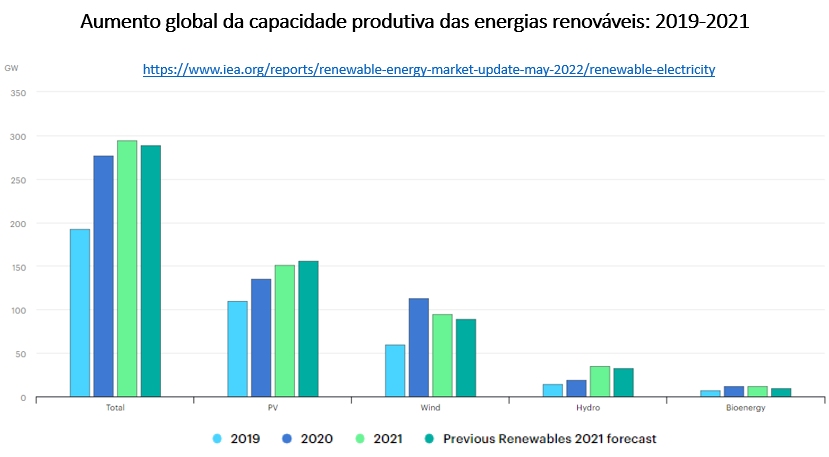 Aumento global da capacidade produtiva das energias renováveis: 2019-2021
https://www.iea.org/reports/renewable-energy-market-update-may-2022/renewable-electricity
GW
350
300
250
200
150
100
50
0
Total PV Wind Hydro Bioenergy
2019 2020 2021 Previous Renewables 2021 forecast